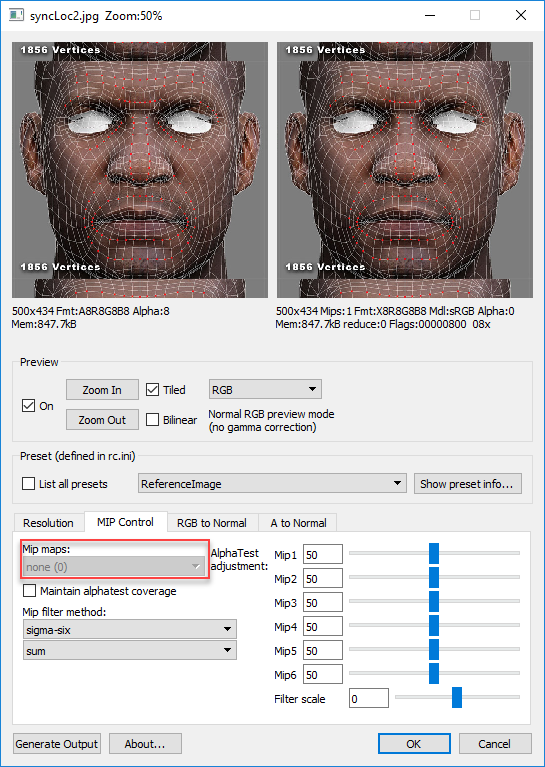 syncLoc2.jpg Zoom:50%
1856 Vertices
1856 Vertices
1856 Vertices
1856 Vertices
500x434 Fmt:A8R8G8B8 Alpha:8
Mem:847.7kB
500x434 Mips:1 Fmt:X8R8G8B8 Mdl:sRGB Alpha:0
Mem:847.7kB reduce:0 Flags:00000800 08x
Preview
On
Zoom In
Tiled
RGB
Zoom Out
Bilinear
Normal RGB preview mode
(no gamma correction)
Preset (defined in rc.ini)
List all presets
ReferenceImage
Show preset info...
Resolution
MIP Control
RGB to Normal
A to Normal
Mip maps:
none (0)
Maintain alphatest coverage
Mip filter method:
sigma-six
sum
AlphaTest
adjustment:
Mip1 50
Mip2 50
Mip3 50
Mip4 50
Mip5 50
Mip6 50
Filter scale 0
Generate Output
About...
OK
Cancel